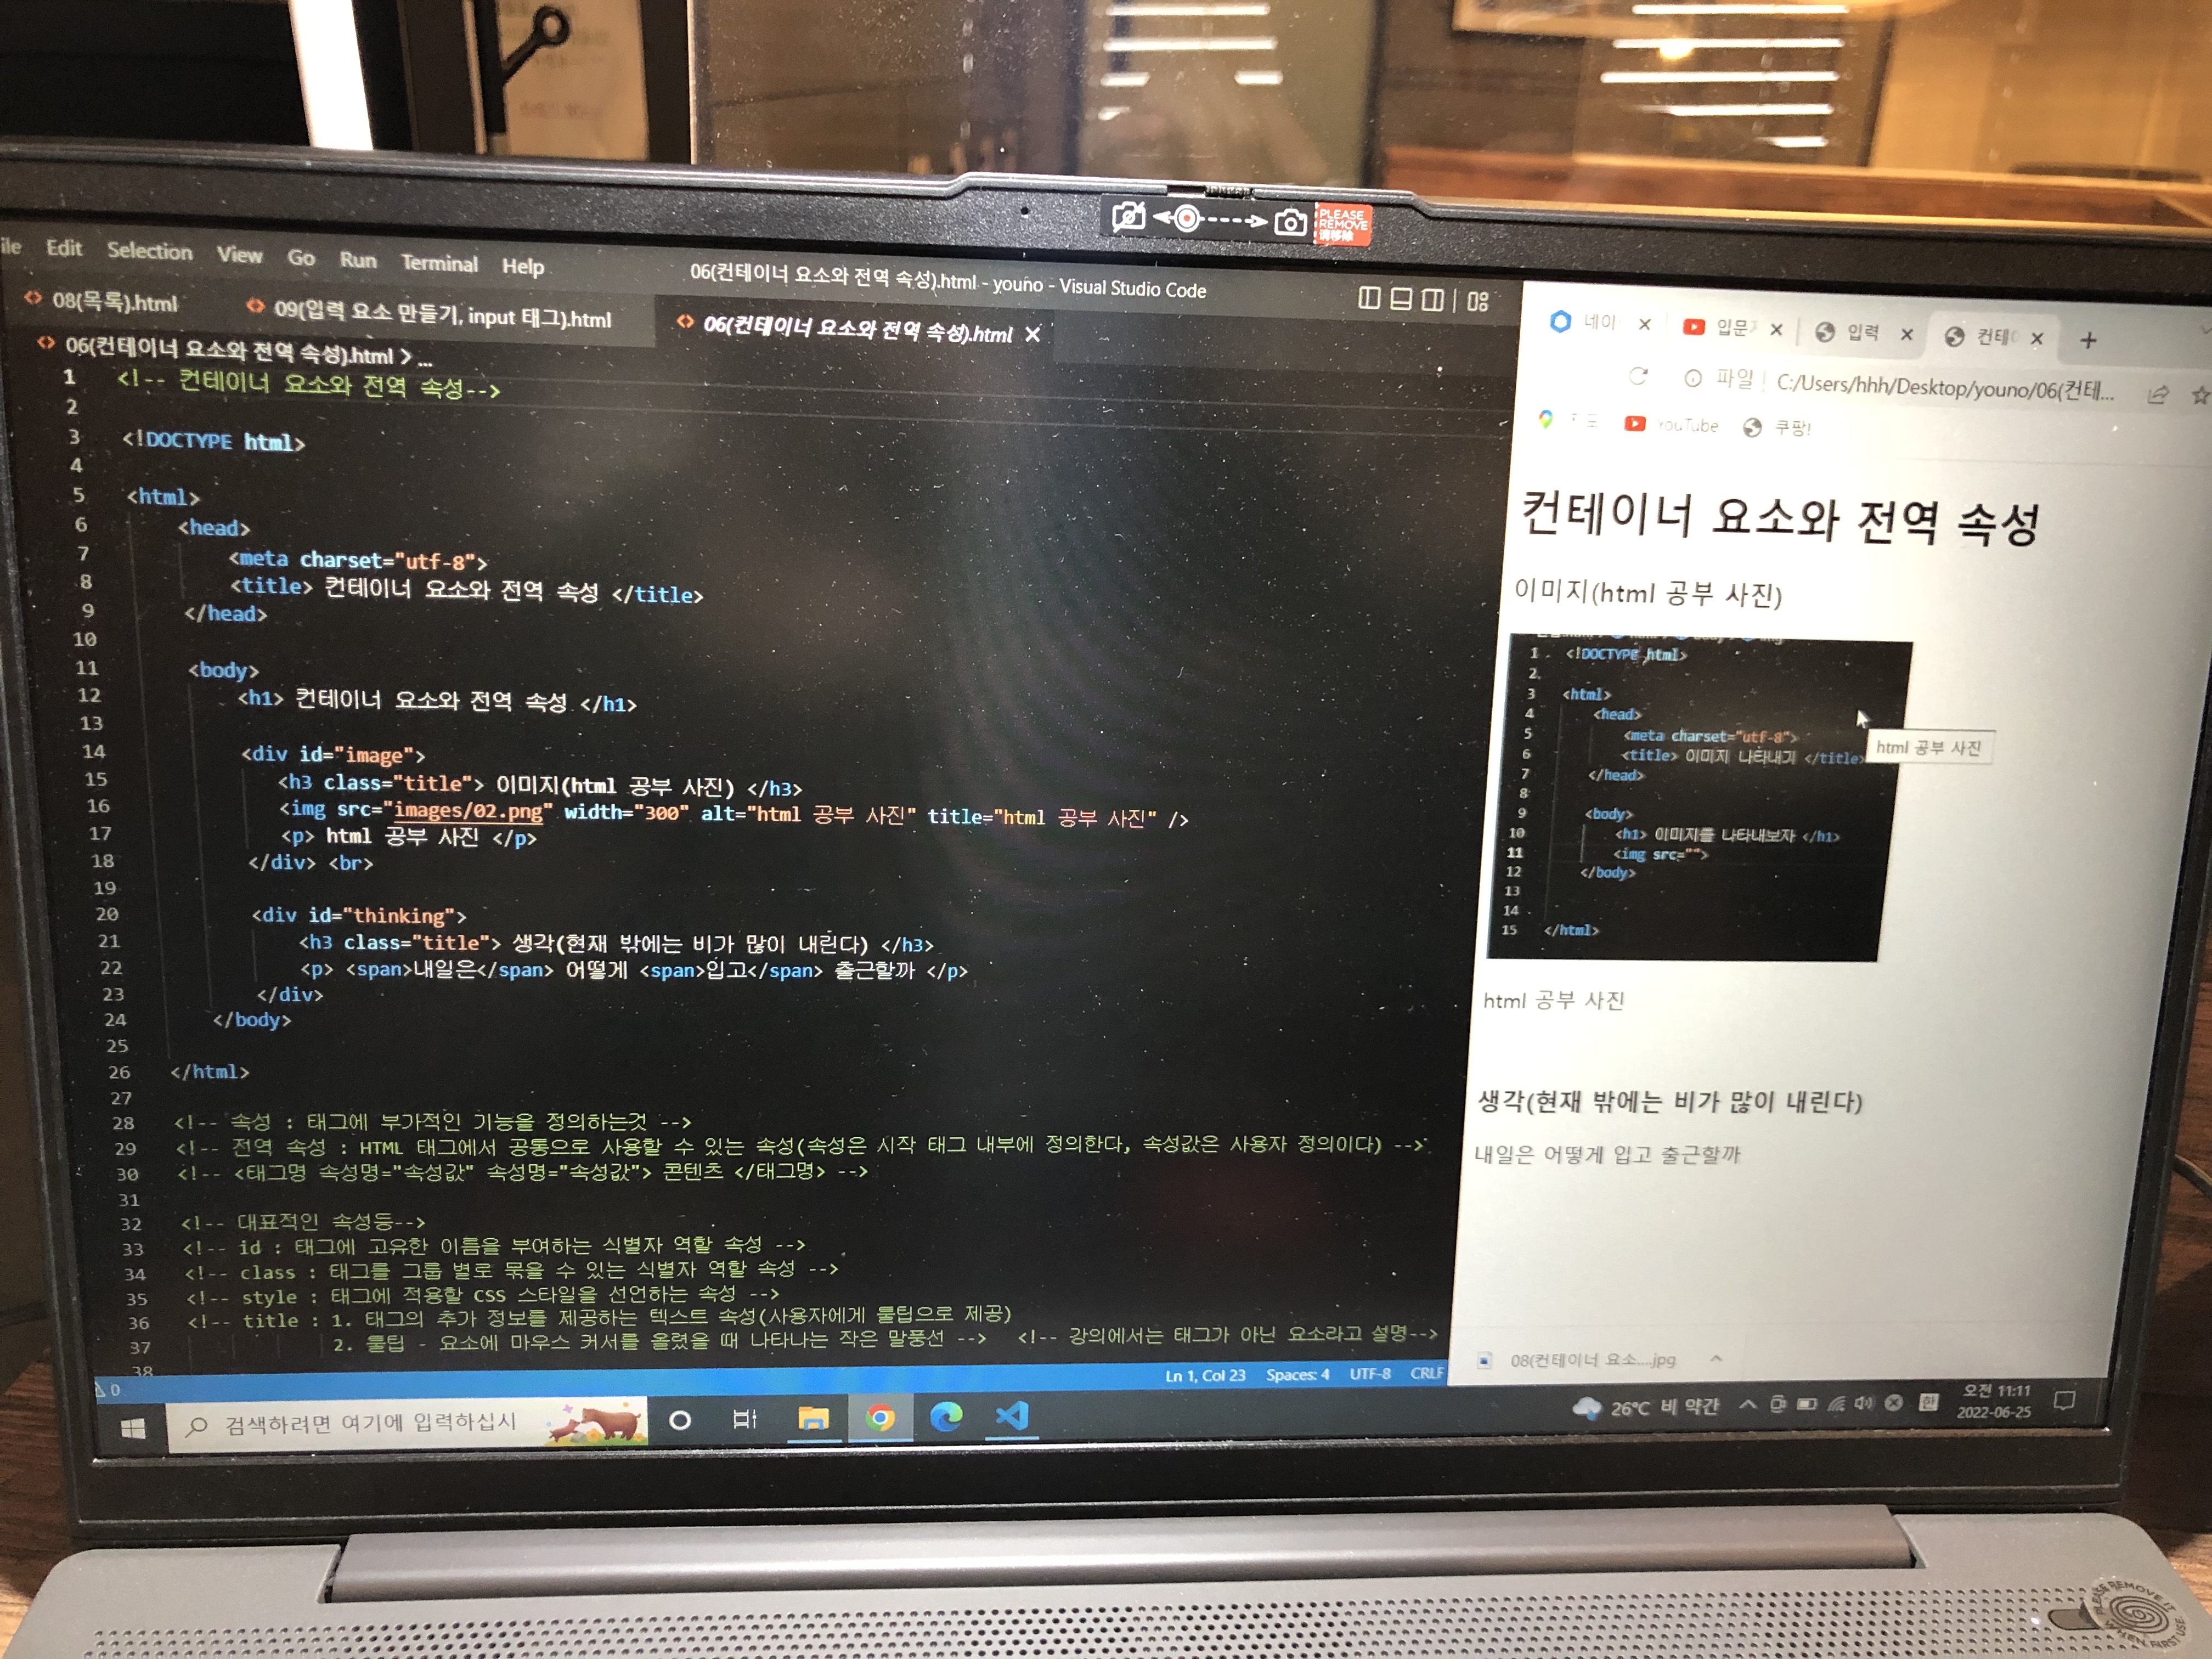 PLEASE
REMOVE
请移除
ile Edit Selection View Go Run Terminal Help
06(컨테이너 요소와 전역 속성).html - youno - Visual Studio Code
08(목록).html
09(입력 요소 만들기, input 태그).html
06(컨테이너 요소와 전역 속성).html
06(컨테이너 요소와 전역 속성).html > ...
1 <!-- 컨테이너 요소와 전역 속성-->
2
3 <!DOCTYPE html>
4
5 <html>
6 <head>
7 <meta charset="utf-8">
8 <title> 컨테이너 요소와 전역 속성 </title>
9 </head>
10
11 <body>
12 <h1> 컨테이너 요소와 전역 속성 </h1>
13
14 <div id="image">
15 <h3 class="title"> 이미지(html 공부 사진) </h3>
16 <img src="images/02.png" width="300" alt="html 공부 사진" title="html 공부 사진" />
17 <p> html 공부 사진 </p>
18 </div> <br>
19
20 <div id="thinking">
21 <h3 class="title"> 생각(현재 밖에는 비가 많이 내린다) </h3>
22 <p> <span>내일은</span> 어떻게 <span>입고</span> 출근할까 </p>
23 </div>
24 </body>
25
26 </html>
27
28 <!-- 속성 : 태그에 부가적인 기능을 정의하는것 -->
29 <!-- 전역 속성 : HTML 태그에서 공통으로 사용할 수 있는 속성(속성은 시작 태그 내부에 정의한다, 속성값은 사용자 정의이다) -->
30 <!-- <태그명 속성명="속성값" 속성명="속성값"> 콘텐츠 </태그명> -->
31
32 <!-- 대표적인 속성등-->
33 <!-- id : 태그에 고유한 이름을 부여하는 식별자 역할 속성 -->
34 <!-- class : 태그를 그룹 별로 묶을 수 있는 식별자 역할 속성 -->
35 <!-- style : 태그에 적용할 CSS 스타일을 선언하는 속성 -->
36 <!-- title : 1. 태그의 추가 정보를 제공하는 텍스트 속성(사용자에게 툴팁으로 제공)
37 2. 툴팁 - 요소에 마우스 커서를 올렸을 때 나타나는 작은 말풍선 --> <!-- 강의에서는 태그가 아닌 요소라고 설명-->
38
0
Ln 1, Col 23 Spaces: 4 UTF-8 CRLF
네이
입문
입력
컨테
파일 C:/Users/hhh/Desktop/youno/06(컨테...
YouTube
쿠팡!
컨테이너 요소와 전역 속성
이미지(html 공부 사진)
1 <!DOCTYPE html>
2
3 <html>
4 <head>
5 <meta charset="utf-8">
6 <title> 이미지 나타내기 </title>
7 </head>
8
9 <body>
10 <h1> 이미지를 나타내보자 </h1>
11 <img src="">
12 </body>
13
14
15 </html>
html 공부 사진
html 공부 사진
생각(현재 밖에는 비가 많이 내린다)
내일은 어떻게 입고 출근할까
08(컨테이너 요소....jpg
검색하려면 여기에 입력하십시
26°C 비 약간
한
오전 11:11
2022-06-25
PLEASE REMOVE IT WHEN FIRST USE